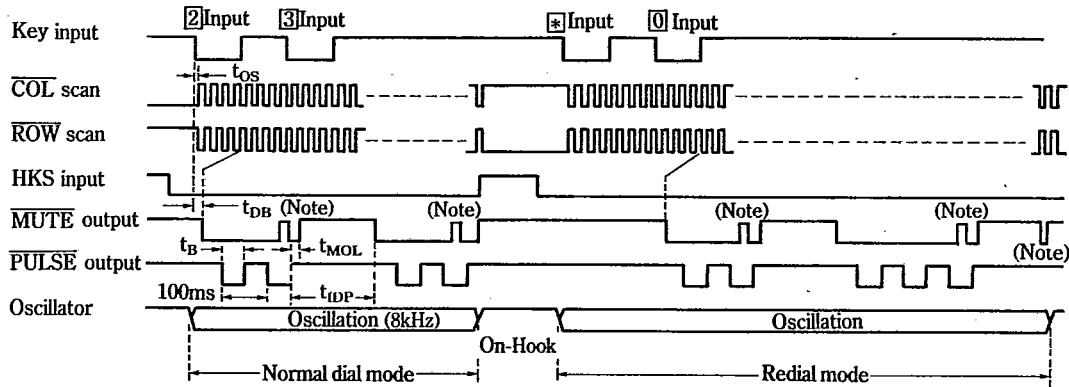 2 Input 3 Input * Input 0 Input
Key input
tOS
COL scan
ROW scan
HKS input
tDB (Note) (Note) (Note) (Note)
MUTE output
tB tMOL (Note)
PULSE output
100ms tIDP
Oscillator Oscillation (8kHz) Oscillation
On-Hook
Normal dial mode Redial mode